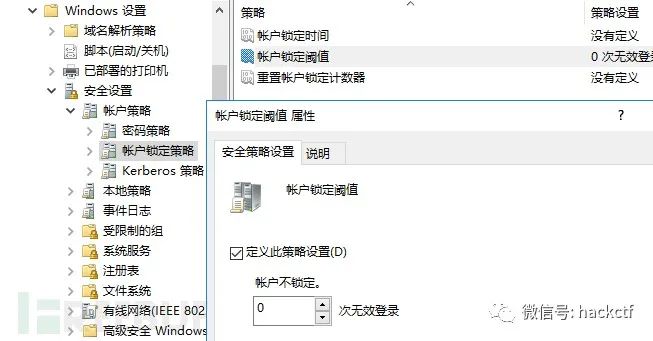 Windows 设置
域名解析策略
脚本(启动/关机)
已部署的打印机
安全设置
帐户策略
密码策略
帐户锁定策略
Kerberos 策略
本地策略
事件日志
受限制的组
系统服务
注册表
文件系统
有线网络(IEEE 802
高级安全 Windows
策略 策略设置
帐户锁定时间 没有定义
帐户锁定阈值 0 次无效登录
重置帐户锁定计数器 没有定义
帐户锁定阈值 属性 ?
安全策略设置 说明
帐户锁定阈值
定义此策略设置(D)
帐户不锁定。
0 次无效登录
微信号: hackctf